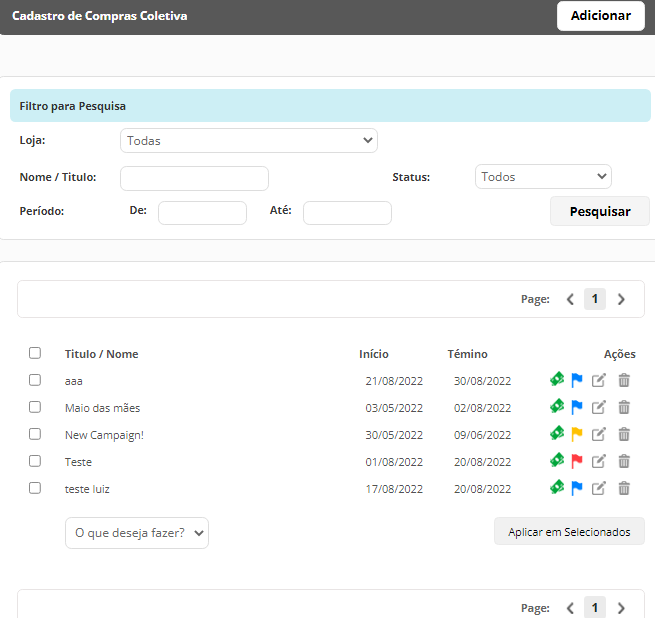 Cadastro de Compras Coletiva Adicionar
Filtro para Pesquisa
Loja: Todas
Nome / Titulo: Status: Todos
Período: De: Até: Pesquisar
Page: 1
Titulo / Nome Início Témino Ações
aaa 21/08/2022 30/08/2022
Maio das mães 03/05/2022 02/08/2022
New Campaign! 30/05/2022 09/06/2022
Teste 01/08/2022 20/08/2022
teste luiz 17/08/2022 20/08/2022
O que deseja fazer? Aplicar em Selecionados
Page: 1